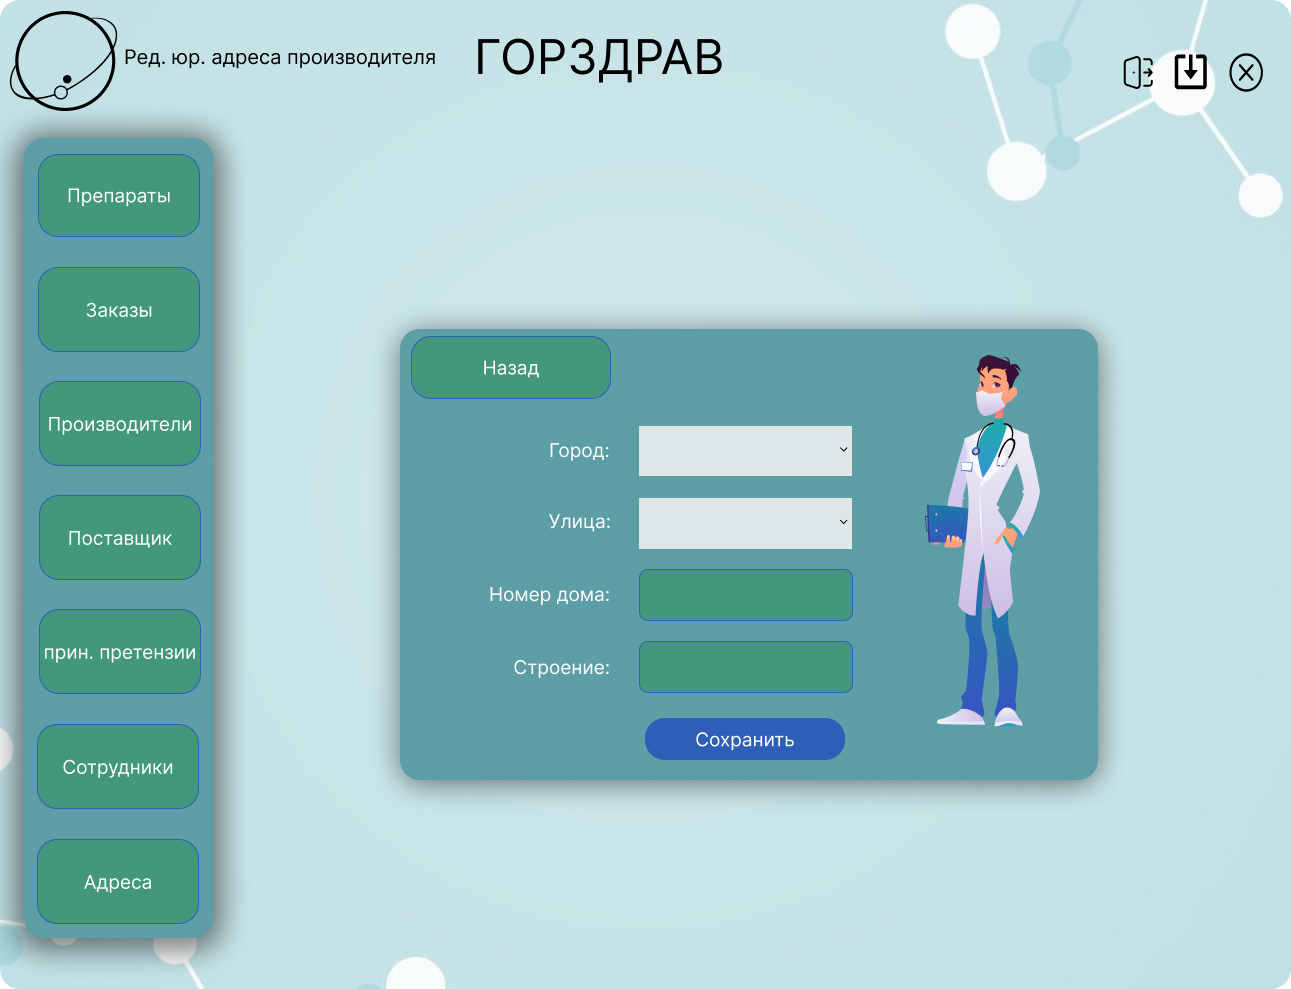 Ред. юр. адреса производителя
ГОРЗДРАВ
Препараты
Заказы
Производители
Поставщик
прин. претензии
Сотрудники
Адреса
Назад
Город:
Улица:
Номер дома:
Строение:
Сохранить